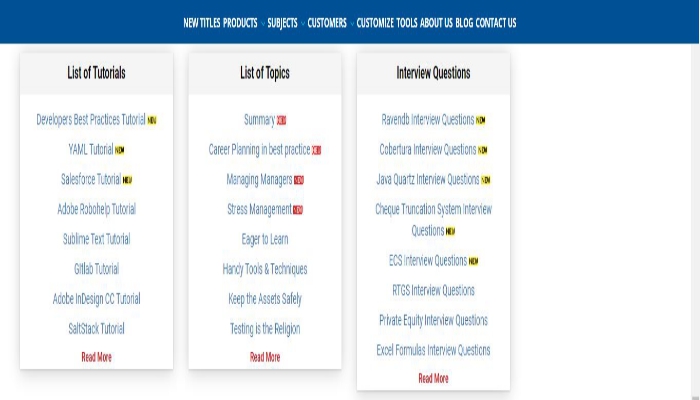 NEW TITLES PRODUCTS SUBJECTS CUSTOMERS CUSTOMIZE TOOLS ABOUT US BLOG CONTACT US
List of Tutorials
Developers Best Practices Tutorial NEW
YAML Tutorial NEW
Salesforce Tutorial NEW
Adobe Robohelp Tutorial
Sublime Text Tutorial
GItlab Tutorial
Adobe InDesign CC Tutorial
SaltStack Tutorial
Read More
List of Topics
Summary
Career Planning in best practice
Managing Managers NEW
Stress Management NEW
Eager to Learn
Handy Tools & Techniques
Keep the Assets Safely
Testing is the Religion
Read More
Interview Questions
Ravendb Interview Questions NEW
Cobertura Interview Questions NEW
Java Quartz Interview Questions NEW
Cheque Truncation System Interview
Questions NEW
ECS Interview Questions NEW
RTGS Interview Questions
Private Equity Interview Questions
Excel Formulas Interview Questions
Read More